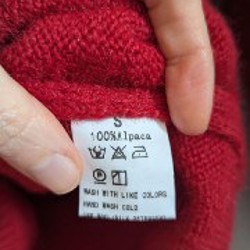 S
100%Alpaca
WASH WITH LIKE COLORS
HAND WASH COLD